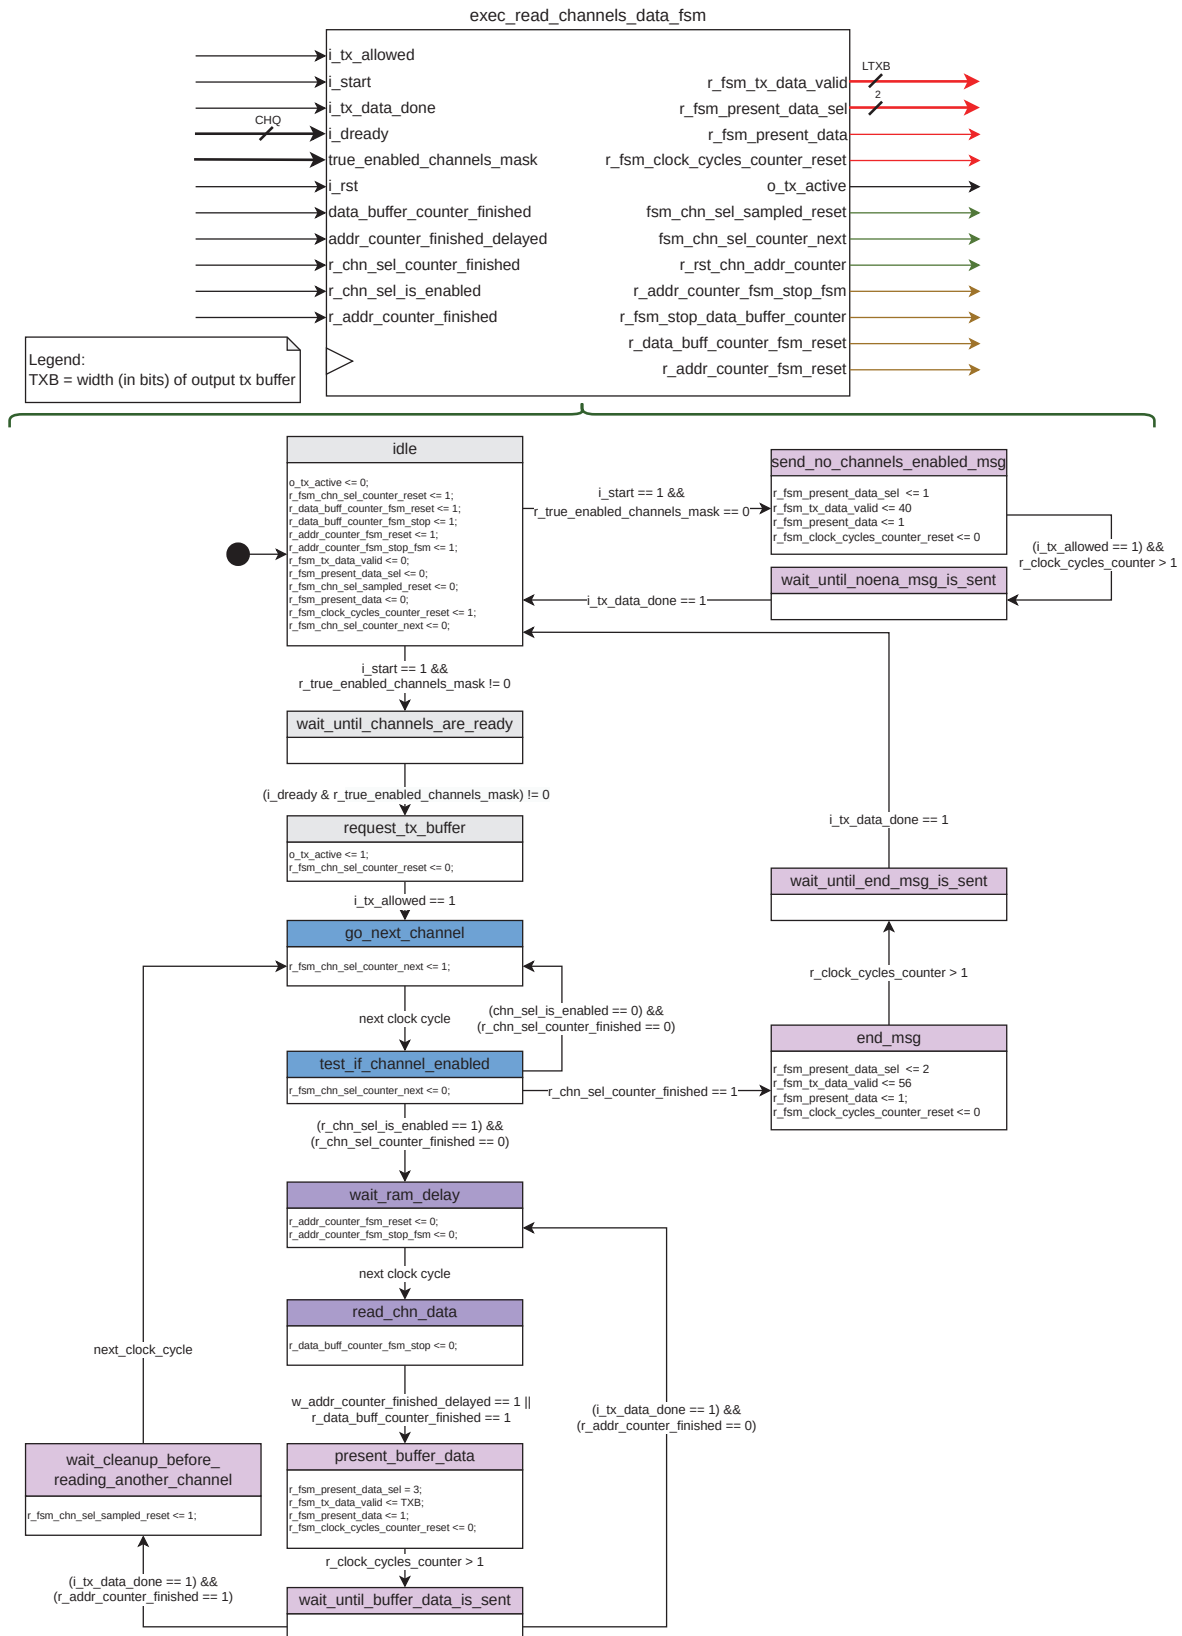 exec_read_channels_data_fsm
i_tx_allowed
i_start
i_tx_data_done
CHQ
i_dready
true_enabled_channels_mask
i_rst
data_buffer_counter_finished
addr_counter_finished_delayed
r_chn_sel_counter_finished
r_chn_sel_is_enabled
r_addr_counter_finished
LTXB
r_fsm_tx_data_valid
2
r_fsm_present_data_sel
r_fsm_present_data
r_fsm_clock_cycles_counter_reset
o_tx_active
fsm_chn_sel_sampled_reset
fsm_chn_sel_counter_next
r_rst_chn_addr_counter
r_addr_counter_fsm_stop_fsm
r_fsm_stop_data_buffer_counter
r_data_buff_counter_fsm_reset
r_addr_counter_fsm_reset
Legend:
TXB = width (in bits) of output tx buffer
idle
o_tx_active <= 0;
r_fsm_chn_sel_counter_reset <= 1;
r_data_buff_counter_fsm_reset <= 1;
r_data_buff_counter_fsm_stop <= 1;
r_addr_counter_fsm_reset <= 1;
r_addr_counter_fsm_stop_fsm <= 1;
r_fsm_tx_data_valid <= 0;
r_fsm_present_data_sel <= 0;
r_fsm_chn_sel_sampled_reset <= 0;
r_fsm_present_data <= 0;
r_fsm_clock_cycles_counter_reset <= 1;
r_fsm_chn_sel_counter_next <= 0;
i_start == 1 &&
r_true_enabled_channels_mask == 0
send_no_channels_enabled_msg
r_fsm_present_data_sel <= 1
r_fsm_tx_data_valid <= 40
r_fsm_present_data <= 1
r_fsm_clock_cycles_counter_reset <= 0
(i_tx_allowed == 1) &&
r_clock_cycles_counter > 1
wait_until_noena_msg_is_sent
i_tx_data_done == 1
i_start == 1 &&
r_true_enabled_channels_mask != 0
wait_until_channels_are_ready
(i_dready & r_true_enabled_channels_mask) != 0
request_tx_buffer
o_tx_active <= 1;
r_fsm_chn_sel_counter_reset <= 0;
i_tx_allowed == 1
go_next_channel
r_fsm_chn_sel_counter_next <= 1;
next clock cycle
(chn_sel_is_enabled == 0) &&
(r_chn_sel_counter_finished == 0)
test_if_channel_enabled
r_fsm_chn_sel_counter_next <= 0;
r_chn_sel_counter_finished == 1
i_tx_data_done == 1
wait_until_end_msg_is_sent
r_clock_cycles_counter > 1
end_msg
r_fsm_present_data_sel <= 2
r_fsm_tx_data_valid <= 56
r_fsm_present_data <= 1;
r_fsm_clock_cycles_counter_reset <= 0
(r_chn_sel_is_enabled == 1) &&
(r_chn_sel_counter_finished == 0)
wait_ram_delay
r_addr_counter_fsm_reset <= 0;
r_addr_counter_fsm_stop_fsm <= 0;
next clock cycle
read_chn_data
r_data_buff_counter_fsm_stop <= 0;
next_clock_cycle
w_addr_counter_finished_delayed == 1 ||
r_data_buff_counter_finished == 1
(i_tx_data_done == 1) &&
(r_addr_counter_finished == 0)
present_buffer_data
r_fsm_present_data_sel = 3;
r_fsm_tx_data_valid <= TXB;
r_fsm_present_data <= 1;
r_fsm_clock_cycles_counter_reset <= 0;
wait_cleanup_before_
reading_another_channel
r_fsm_chn_sel_sampled_reset <= 1;
r_clock_cycles_counter > 1
(i_tx_data_done == 1) &&
(r_addr_counter_finished == 1)
wait_until_buffer_data_is_sent